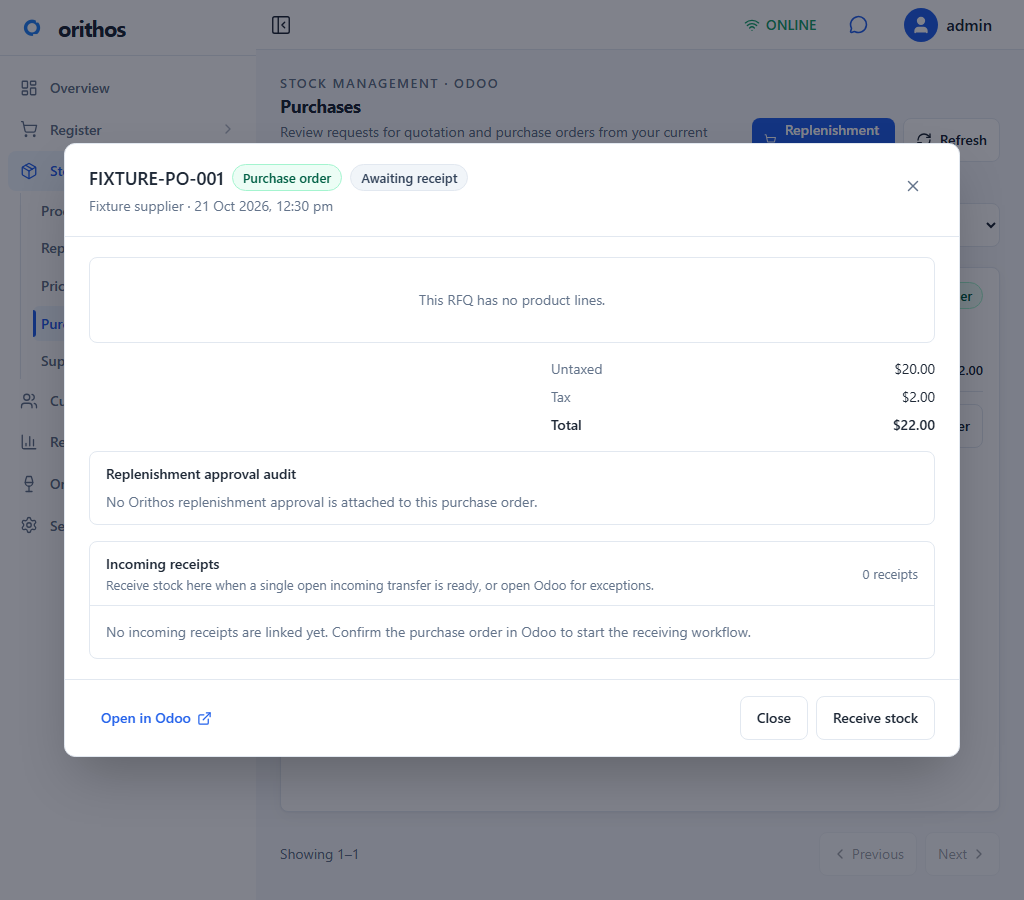 orithos
ONLINE
admin
Overview
Register
STOCK MANAGEMENT · ODOO
Purchases
Review requests for quotation and purchase orders from your current
Replenishment
Refresh
FIXTURE-PO-001
Purchase order
Awaiting receipt
Fixture supplier · 21 Oct 2026, 12:30 pm
This RFQ has no product lines.
Untaxed $20.00
Tax $2.00
Total $22.00
Replenishment approval audit
No Orithos replenishment approval is attached to this purchase order.
Incoming receipts
Receive stock here when a single open incoming transfer is ready, or open Odoo for exceptions.
0 receipts
No incoming receipts are linked yet. Confirm the purchase order in Odoo to start the receiving workflow.
Open in Odoo
Close
Receive stock
Showing 1–1
Previous
Next